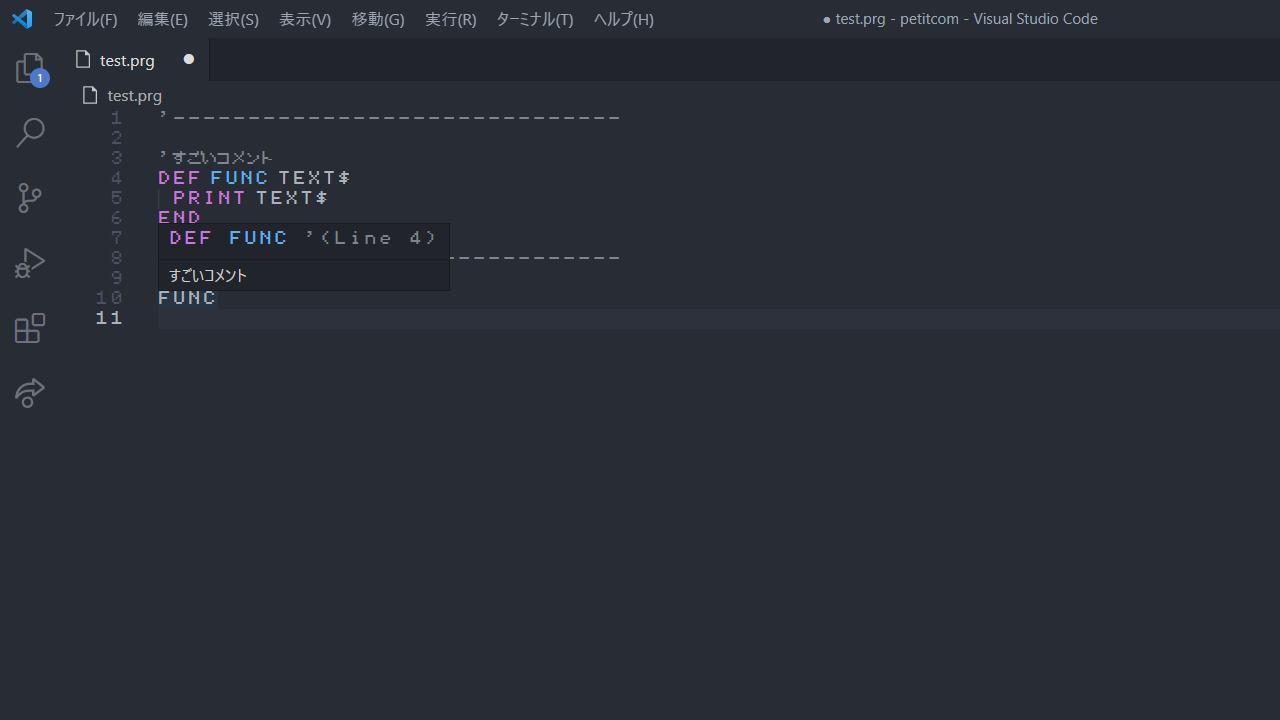 ファイル(F) 編集(E) 選択(S) 表示(V) 移動(G) 実行(R) ターミナル(T) ヘルプ(H) ● test.prg - petitcom - Visual Studio Code
test.prg ●
1
test.prg
1 '------------------------------
2
3 'すごいコメント
4 DEF FUNC TEXT$
5 PRINT TEXT$
6 END
7 DEF FUNC '(Line 4)
8 ------------
9 すごいコメント
10 FUNC
11